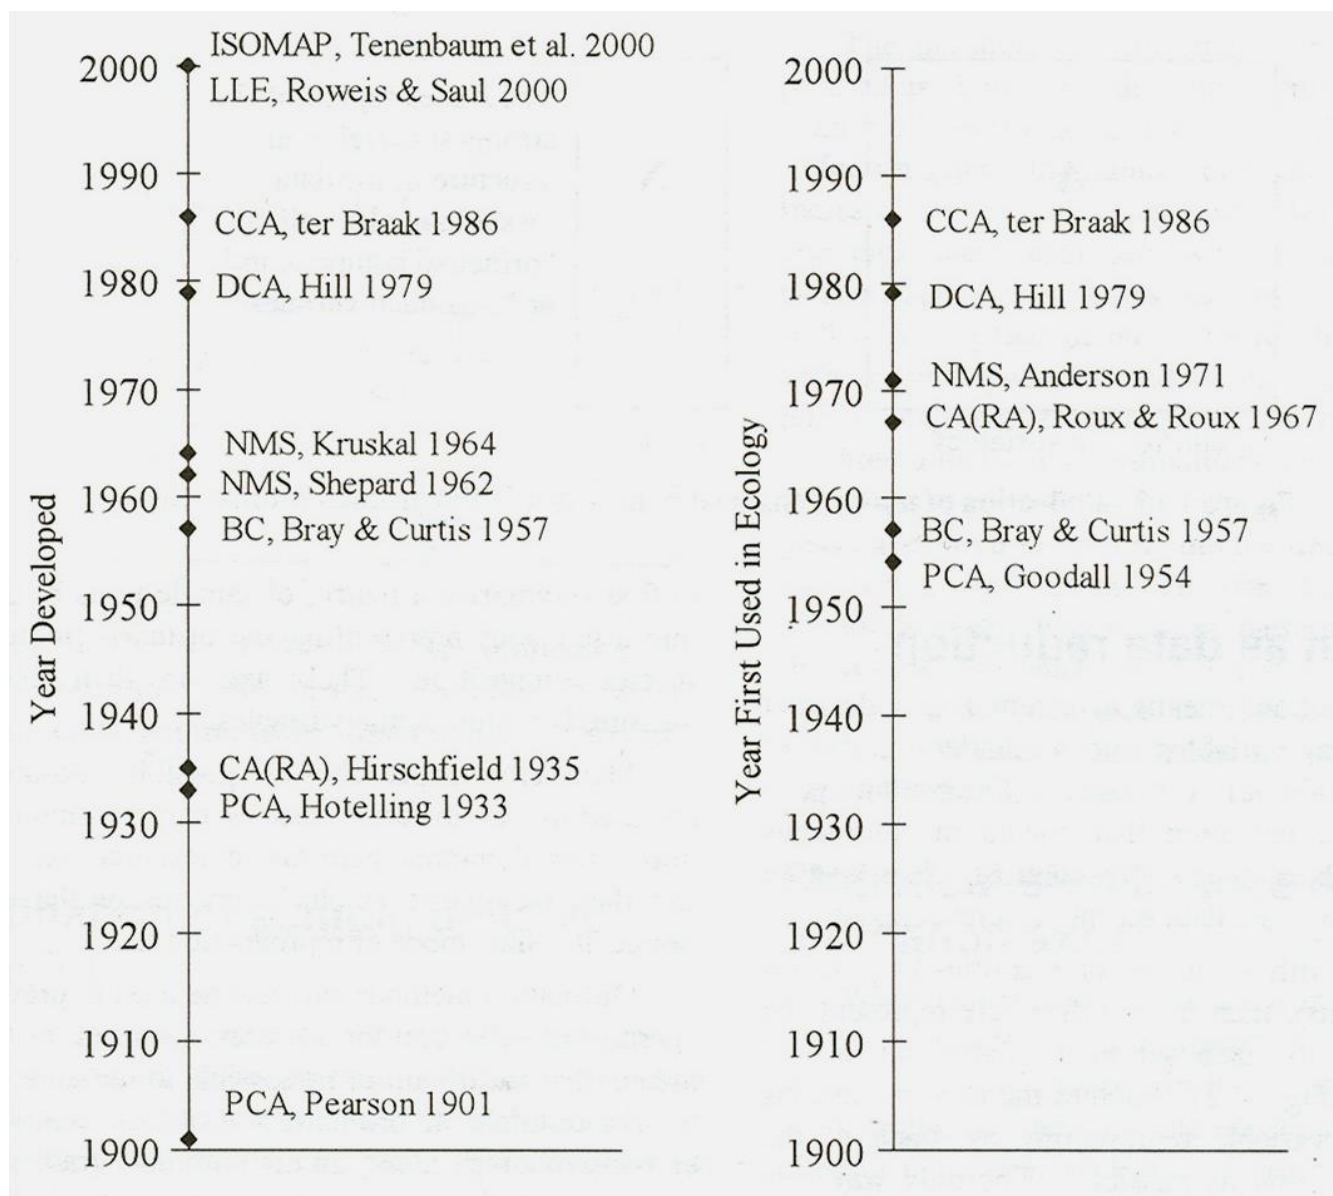 ISOMAP, Tenenbaum et al. 2000
2000
LLE, Roweis & Saul 2000
1990
CCA, ter Braak 1986
1980
DCA, Hill 1979
1970
NMS, Kruskal 1964
NMS, Shepard 1962
1960
BC, Bray & Curtis 1957
1950
1940
CA(RA), Hirschfield 1935
PCA, Hotelling 1933
1930
1920
1910
PCA, Pearson 1901
1900
Year Developed
2000
1990
CCA, ter Braak 1986
1980
DCA, Hill 1979
NMS, Anderson 1971
1970
CA(RA), Roux & Roux 1967
1960
BC, Bray & Curtis 1957
PCA, Goodall 1954
1950
1940
1930
1920
1910
1900
Year First Used in Ecology